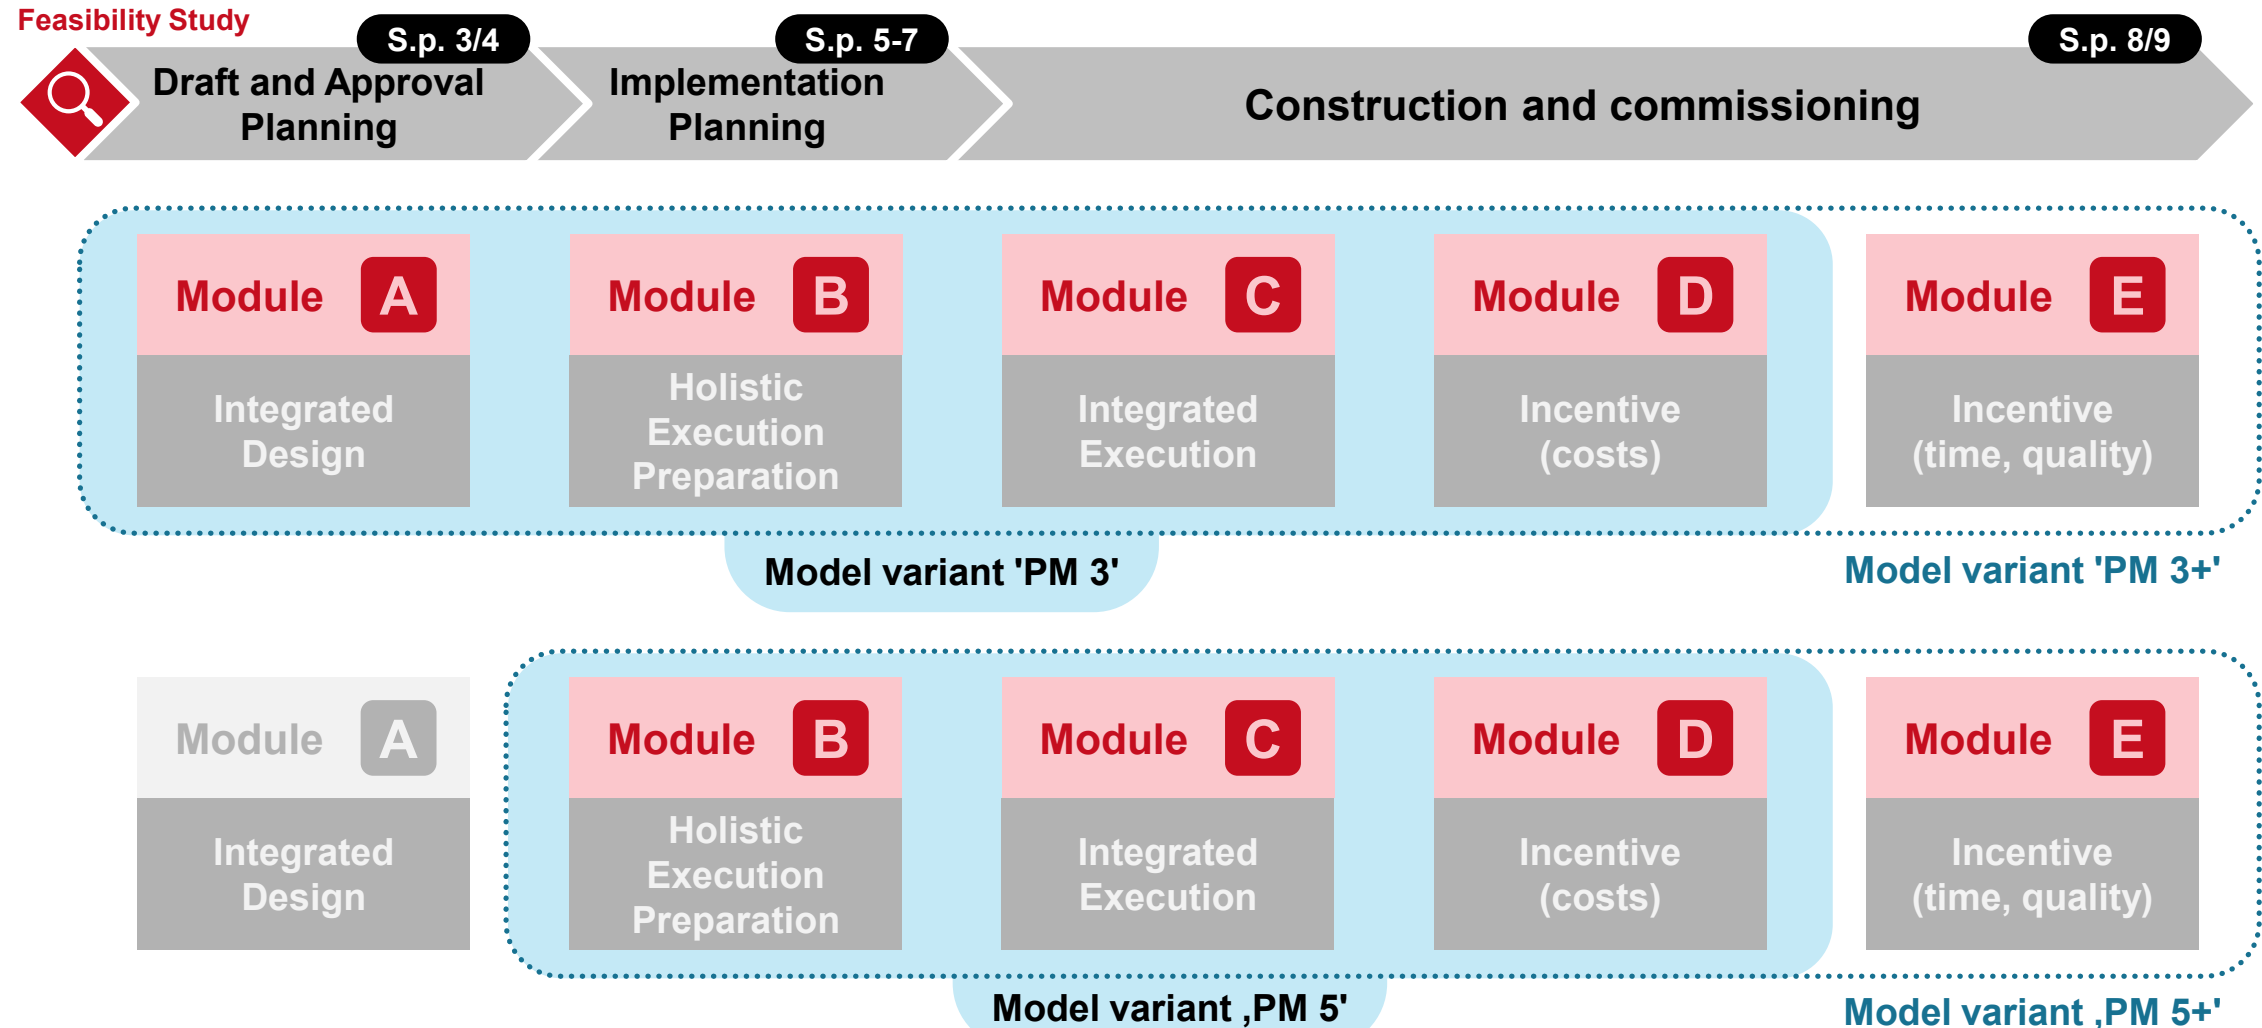 Feasibility Study
S.p. 3/4
S.p. 5-7
S.p. 8/9
Draft and Approval
Planning
Implementation
Planning
Construction and commissioning
Module A
Integrated
Design
Module B
Holistic
Execution
Preparation
Module C
Integrated
Execution
Module D
Incentive
(costs)
Module E
Incentive
(time, quality)
Model variant 'PM 3'
Model variant 'PM 3+'
Module A
Integrated
Design
Module B
Holistic
Execution
Preparation
Module C
Integrated
Execution
Module D
Incentive
(costs)
Module E
Incentive
(time, quality)
Model variant ‚PM 5'
Model variant ‚PM 5+'